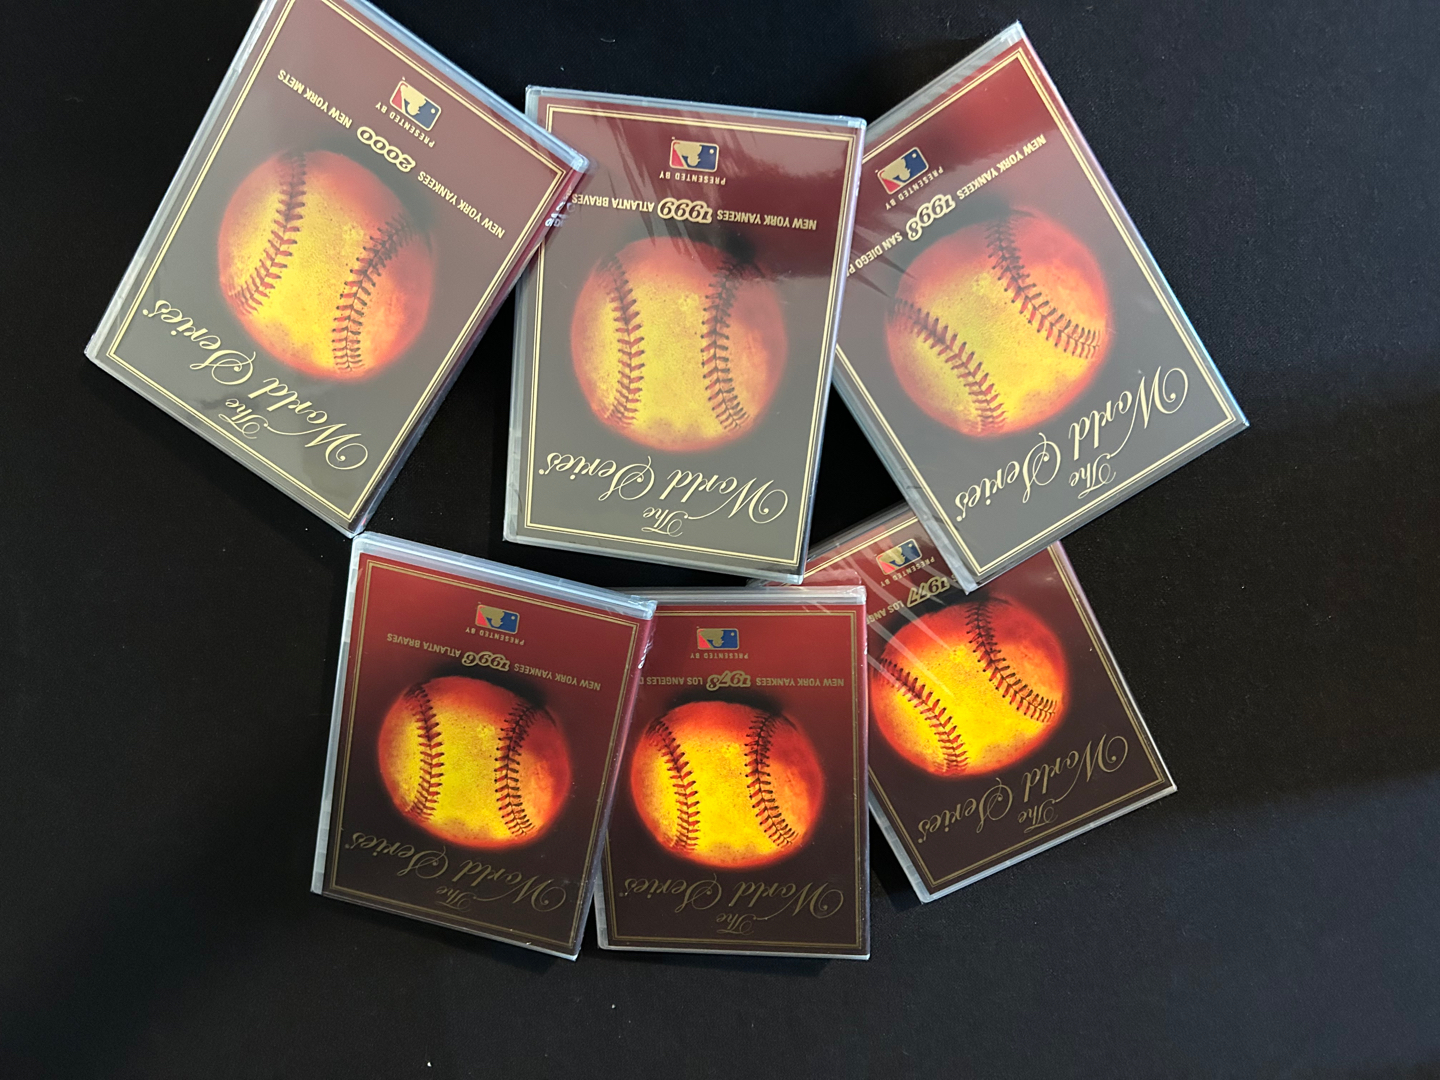 The
World Series
NEW YORK YANKEES 1977 LOS
PRESENTED BY
The
World Series
NEW YORK YANKEES 1978 LOS ANGELES
PRESENTED BY
The
World Series
NEW YORK YANKEES 1996 ATLANTA BRAVES
PRESENTED BY
The
World Series
NEW YORK YANKEES 1998 SAN DIEGO
PRESENTED BY
The
World Series
NEW YORK YANKEES 1999 ATLANTA BRAVES
PRESENTED BY
The
World Series
NEW YORK YANKEES 2000 NEW YORK METS
PRESENTED BY